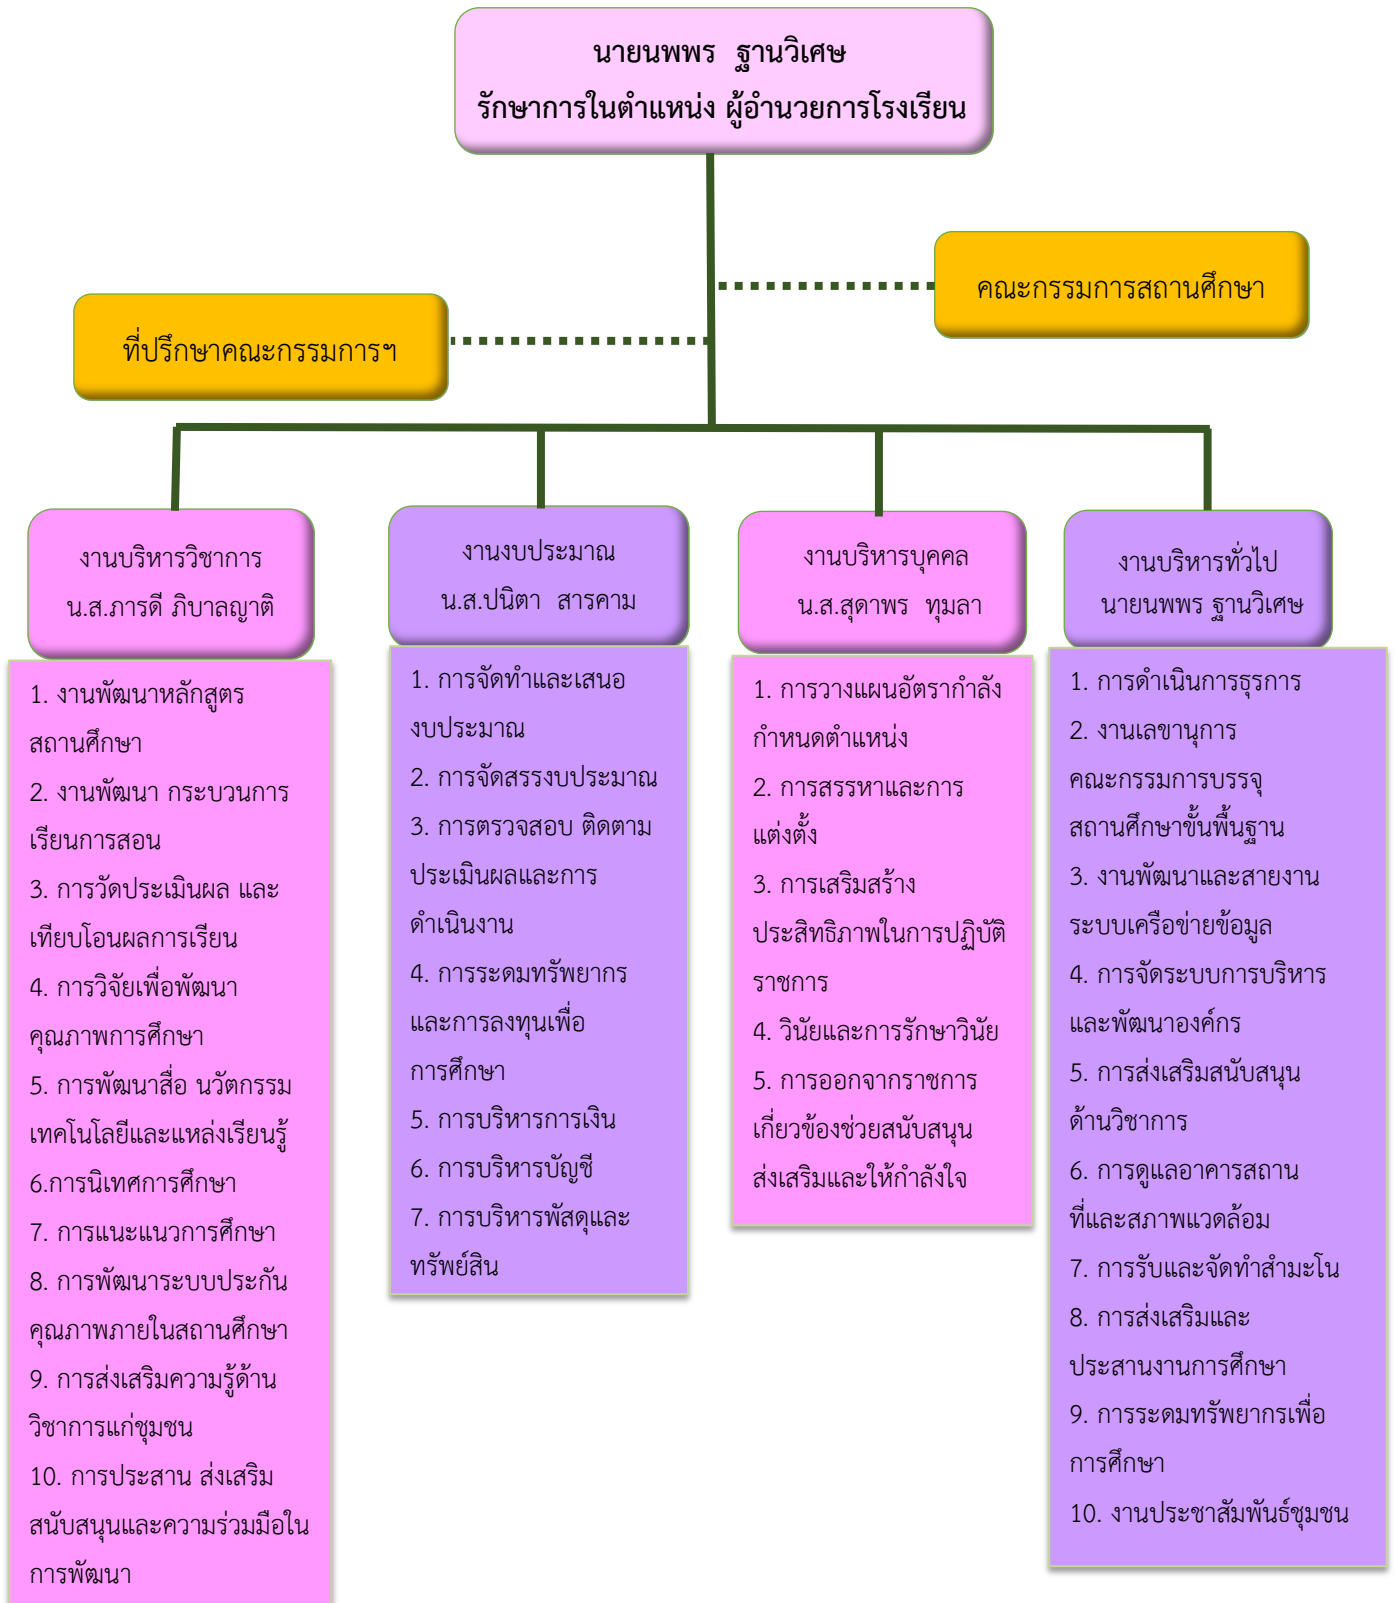 นายนพพร  ฐานวิเศษ
รักษาการในตำแหน่ง ผู้อำนวยการโรงเรียน
คณะกรรมการสถานศึกษา
ที่ปรึกษาคณะกรรมการฯ
งานบริหารวิชาการ
น.ส.ภารดี ภิบาลญาติ
1. งานพัฒนาหลักสูตร
สถานศึกษา
2. งานพัฒนา กระบวนการ
เรียนการสอน
3. การวัดประเมินผล และ
เทียบโอนผลการเรียน
4. การวิจัยเพื่อพัฒนา
คุณภาพการศึกษา
5. การพัฒนาสื่อ นวัตกรรม
เทคโนโลยีและแหล่งเรียนรู้
6.การนิเทศการศึกษา
7. การแนะแนวการศึกษา
8. การพัฒนาระบบประกัน
คุณภาพภายในสถานศึกษา
9. การส่งเสริมความรู้ด้าน
วิชาการแก่ชุมชน
10. การประสาน ส่งเสริม
สนับสนุนและความร่วมมือใน
การพัฒนา
งานงบประมาณ
น.ส.ปนิตา  สารคาม
1. การจัดทำและเสนอ
งบประมาณ
2. การจัดสรรงบประมาณ
3. การตรวจสอบ ติดตาม
ประเมินผลและการ
ดำเนินงาน
4. การระดมทรัพยากร
และการลงทุนเพื่อ
การศึกษา
5. การบริหารการเงิน
6. การบริหารบัญชี
7. การบริหารพัสดุและ
ทรัพย์สิน
งานบริหารบุคคล
น.ส.สุดาพร  ทุมลา
1. การวางแผนอัตรากำลัง
กำหนดตำแหน่ง
2. การสรรหาและการ
แต่งตั้ง
3. การเสริมสร้าง
ประสิทธิภาพในการปฏิบัติ
ราชการ
4. วินัยและการรักษาวินัย
5. การออกจากราชการ
เกี่ยวข้องช่วยสนับสนุน
ส่งเสริมและให้กำลังใจ
งานบริหารทั่วไป
นายนพพร ฐานวิเศษ
1. การดำเนินการธุรการ
2. งานเลขานุการ
คณะกรรมการบรรจุ
สถานศึกษาขั้นพื้นฐาน
3. งานพัฒนาและสายงาน
ระบบเครือข่ายข้อมูล
4. การจัดระบบการบริหาร
และพัฒนาองค์กร
5. การส่งเสริมสนับสนุน
ด้านวิชาการ
6. การดูแลอาคารสถาน
ที่และสภาพแวดล้อม
7. การรับและจัดทำสำมะโน
8. การส่งเสริมและ
ประสานงานการศึกษา
9. การระดมทรัพยากรเพื่อ
การศึกษา
10. งานประชาสัมพันธ์ชุมชน